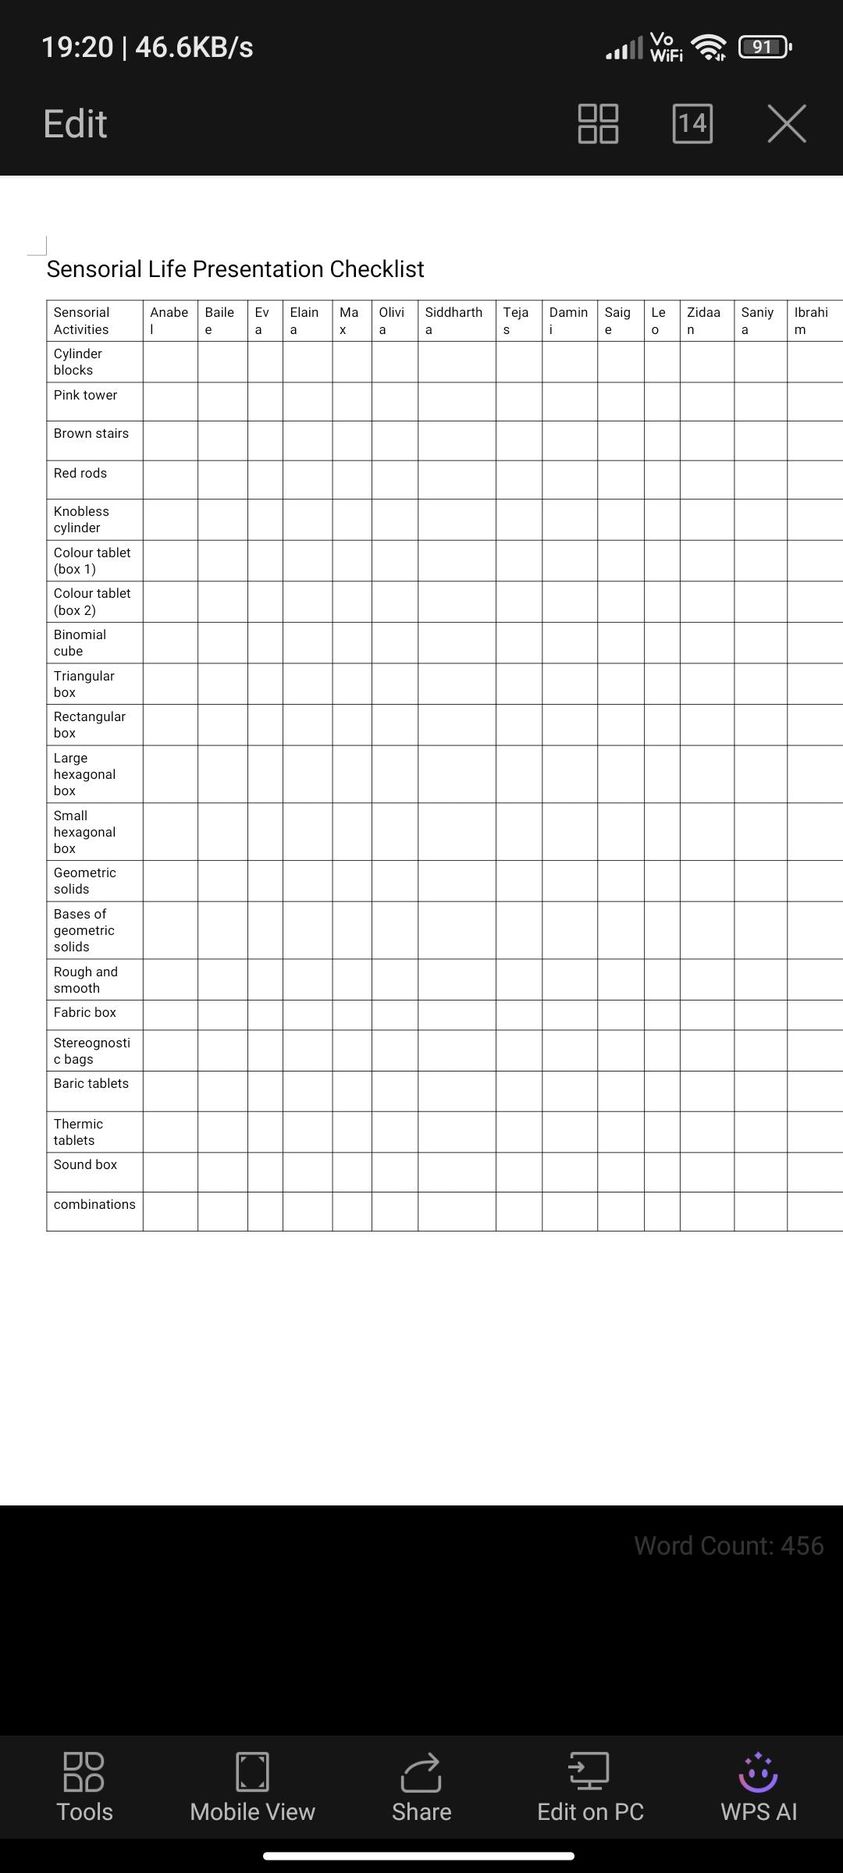 19:20 | 46.6KB/s
Vo
WiFi
91
Edit
14
Sensorial Life Presentation Checklist
Sensorial Activities Anabel Bailee Eva Elaina Max Olivia Siddhartha Tejas Damini Saige Leo Zidaan Saniya Ibrahim
Cylinder
blocks
Pink tower
Brown stairs
Red rods
Knobless
cylinder
Colour tablet
(box 1)
Colour tablet
(box 2)
Binomial
cube
Triangular
box
Rectangular
box
Large
hexagonal
box
Small
hexagonal
box
Geometric
solids
Bases of
geometric
solids
Rough and
smooth
Fabric box
Stereognosti
c bags
Baric tablets
Thermic
tablets
Sound box
combinations
Word Count: 456
Tools
Mobile View
Share
Edit on PC
WPS AI